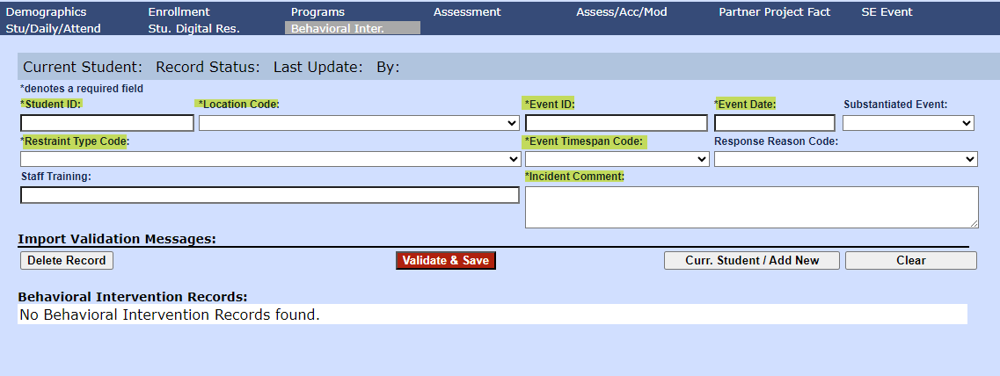 Demographics Enrollment Programs Assessment Assess/Acc/Mod Partner Project Fact SE Event
Stu/Daily/Attend Stu. Digital Res. Behavioral Inter.
Current Student: Record Status: Last Update: By:
*denotes a required field
*Student ID: *Location Code: *Event ID: *Event Date: Substantiated Event:
*Restraint Type Code: *Event Timespan Code: Response Reason Code:
Staff Training: *Incident Comment:
Import Validation Messages:
Delete Record Validate & Save Curr. Student / Add New Clear
Behavioral Intervention Records:
No Behavioral Intervention Records found.